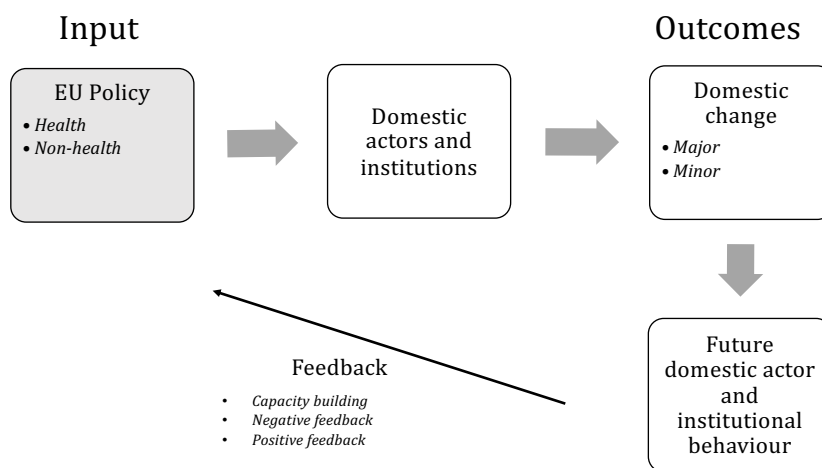 Input
Outcomes
EU Policy
• Health
• Non-health
Domestic
actors and
institutions
Domestic
change
• Major
• Minor
Feedback
• Capacity building
• Negative feedback
• Positive feedback
Future
domestic actor
and
institutional
behaviour